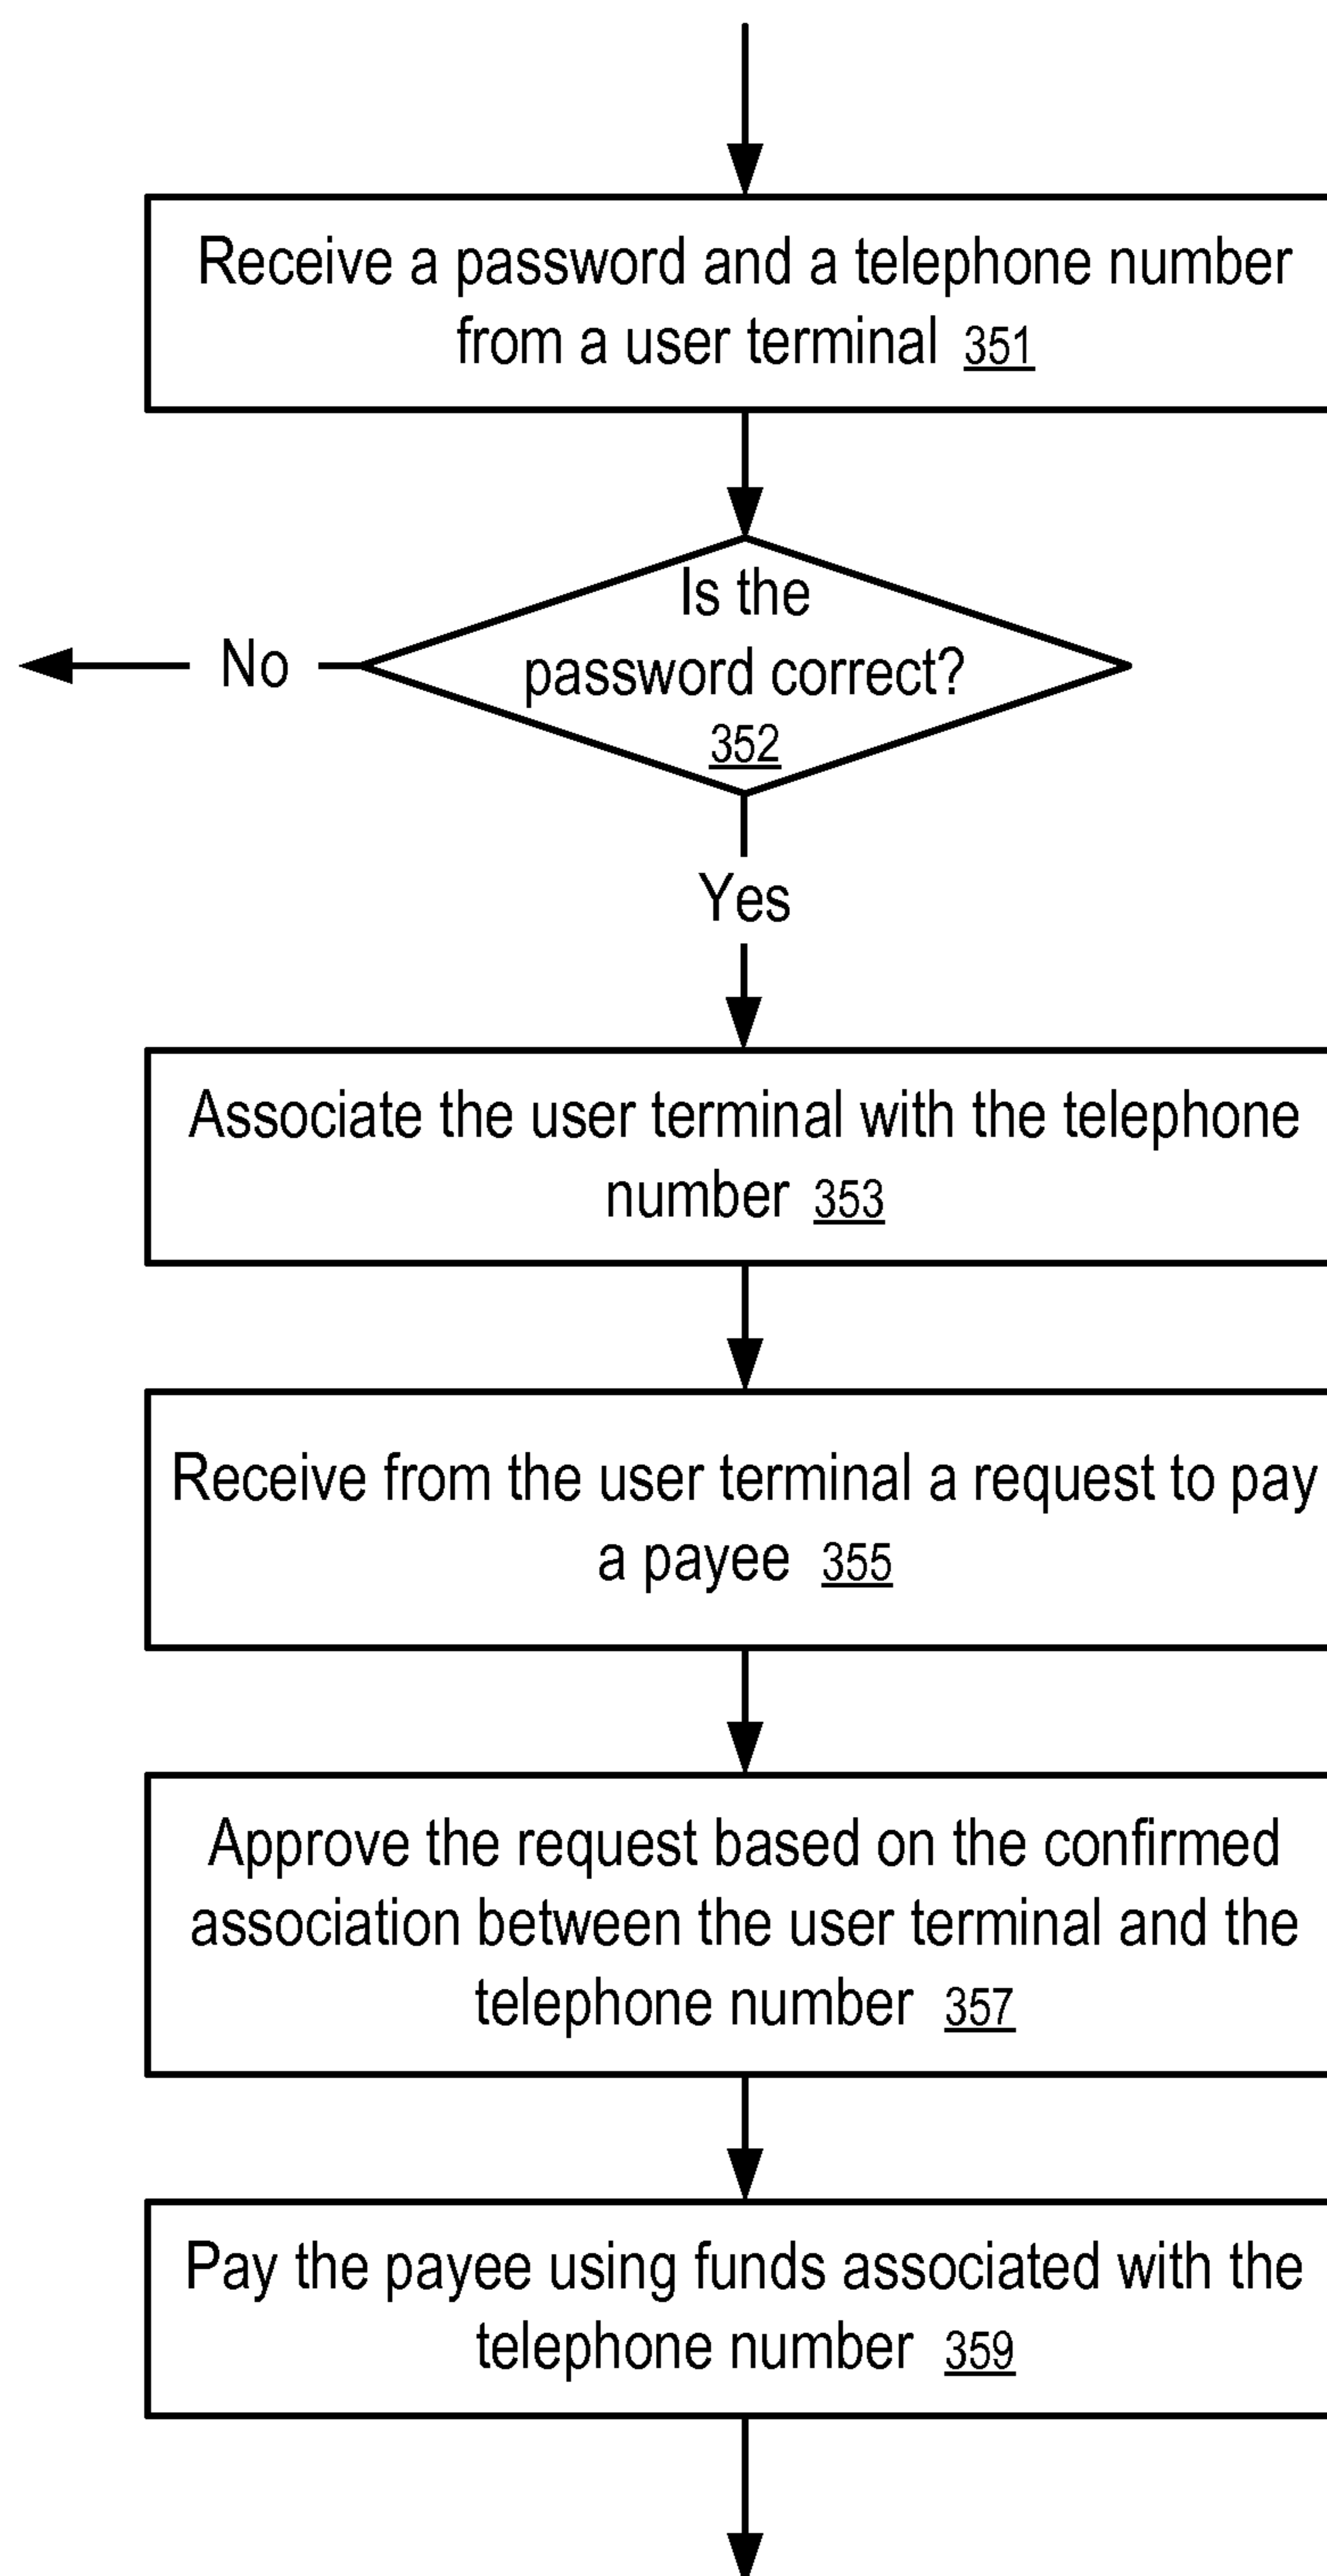 Receive a password and a telephone number
from a user terminal 351
Is the
password correct?
352
No
Yes
Associate the user terminal with the telephone
number 353
Receive from the user terminal a request to pay
a payee 355
Approve the request based on the confirmed
association between the user terminal and the
telephone number 357
Pay the payee using funds associated with the
telephone number 359